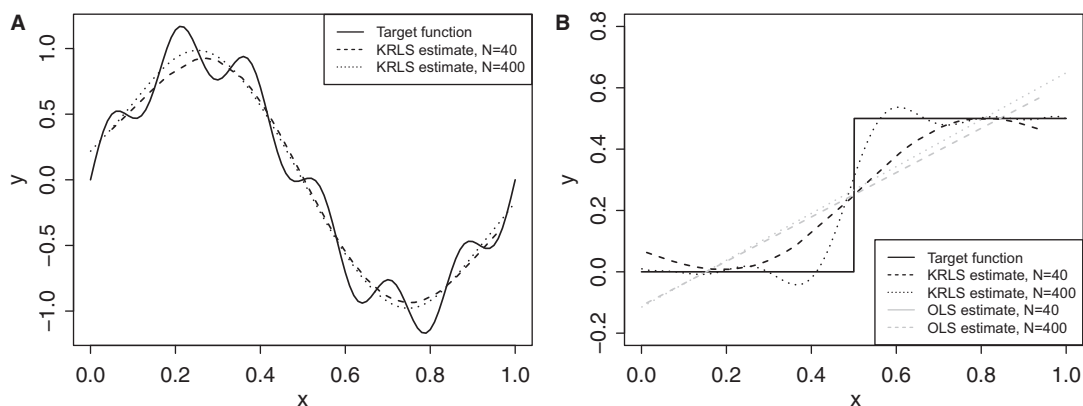 A
Target function
KRLS estimate, N=40
KRLS estimate, N=400
y
1.0
0.5
0.0
−0.5
−1.0
0.0 0.2 0.4 0.6 0.8 1.0
x
B
y
0.8
0.6
0.4
0.2
0.0
−0.2
Target function
KRLS estimate, N=40
KRLS estimate, N=400
OLS estimate, N=40
OLS estimate, N=400
0.0 0.2 0.4 0.6 0.8 1.0
x